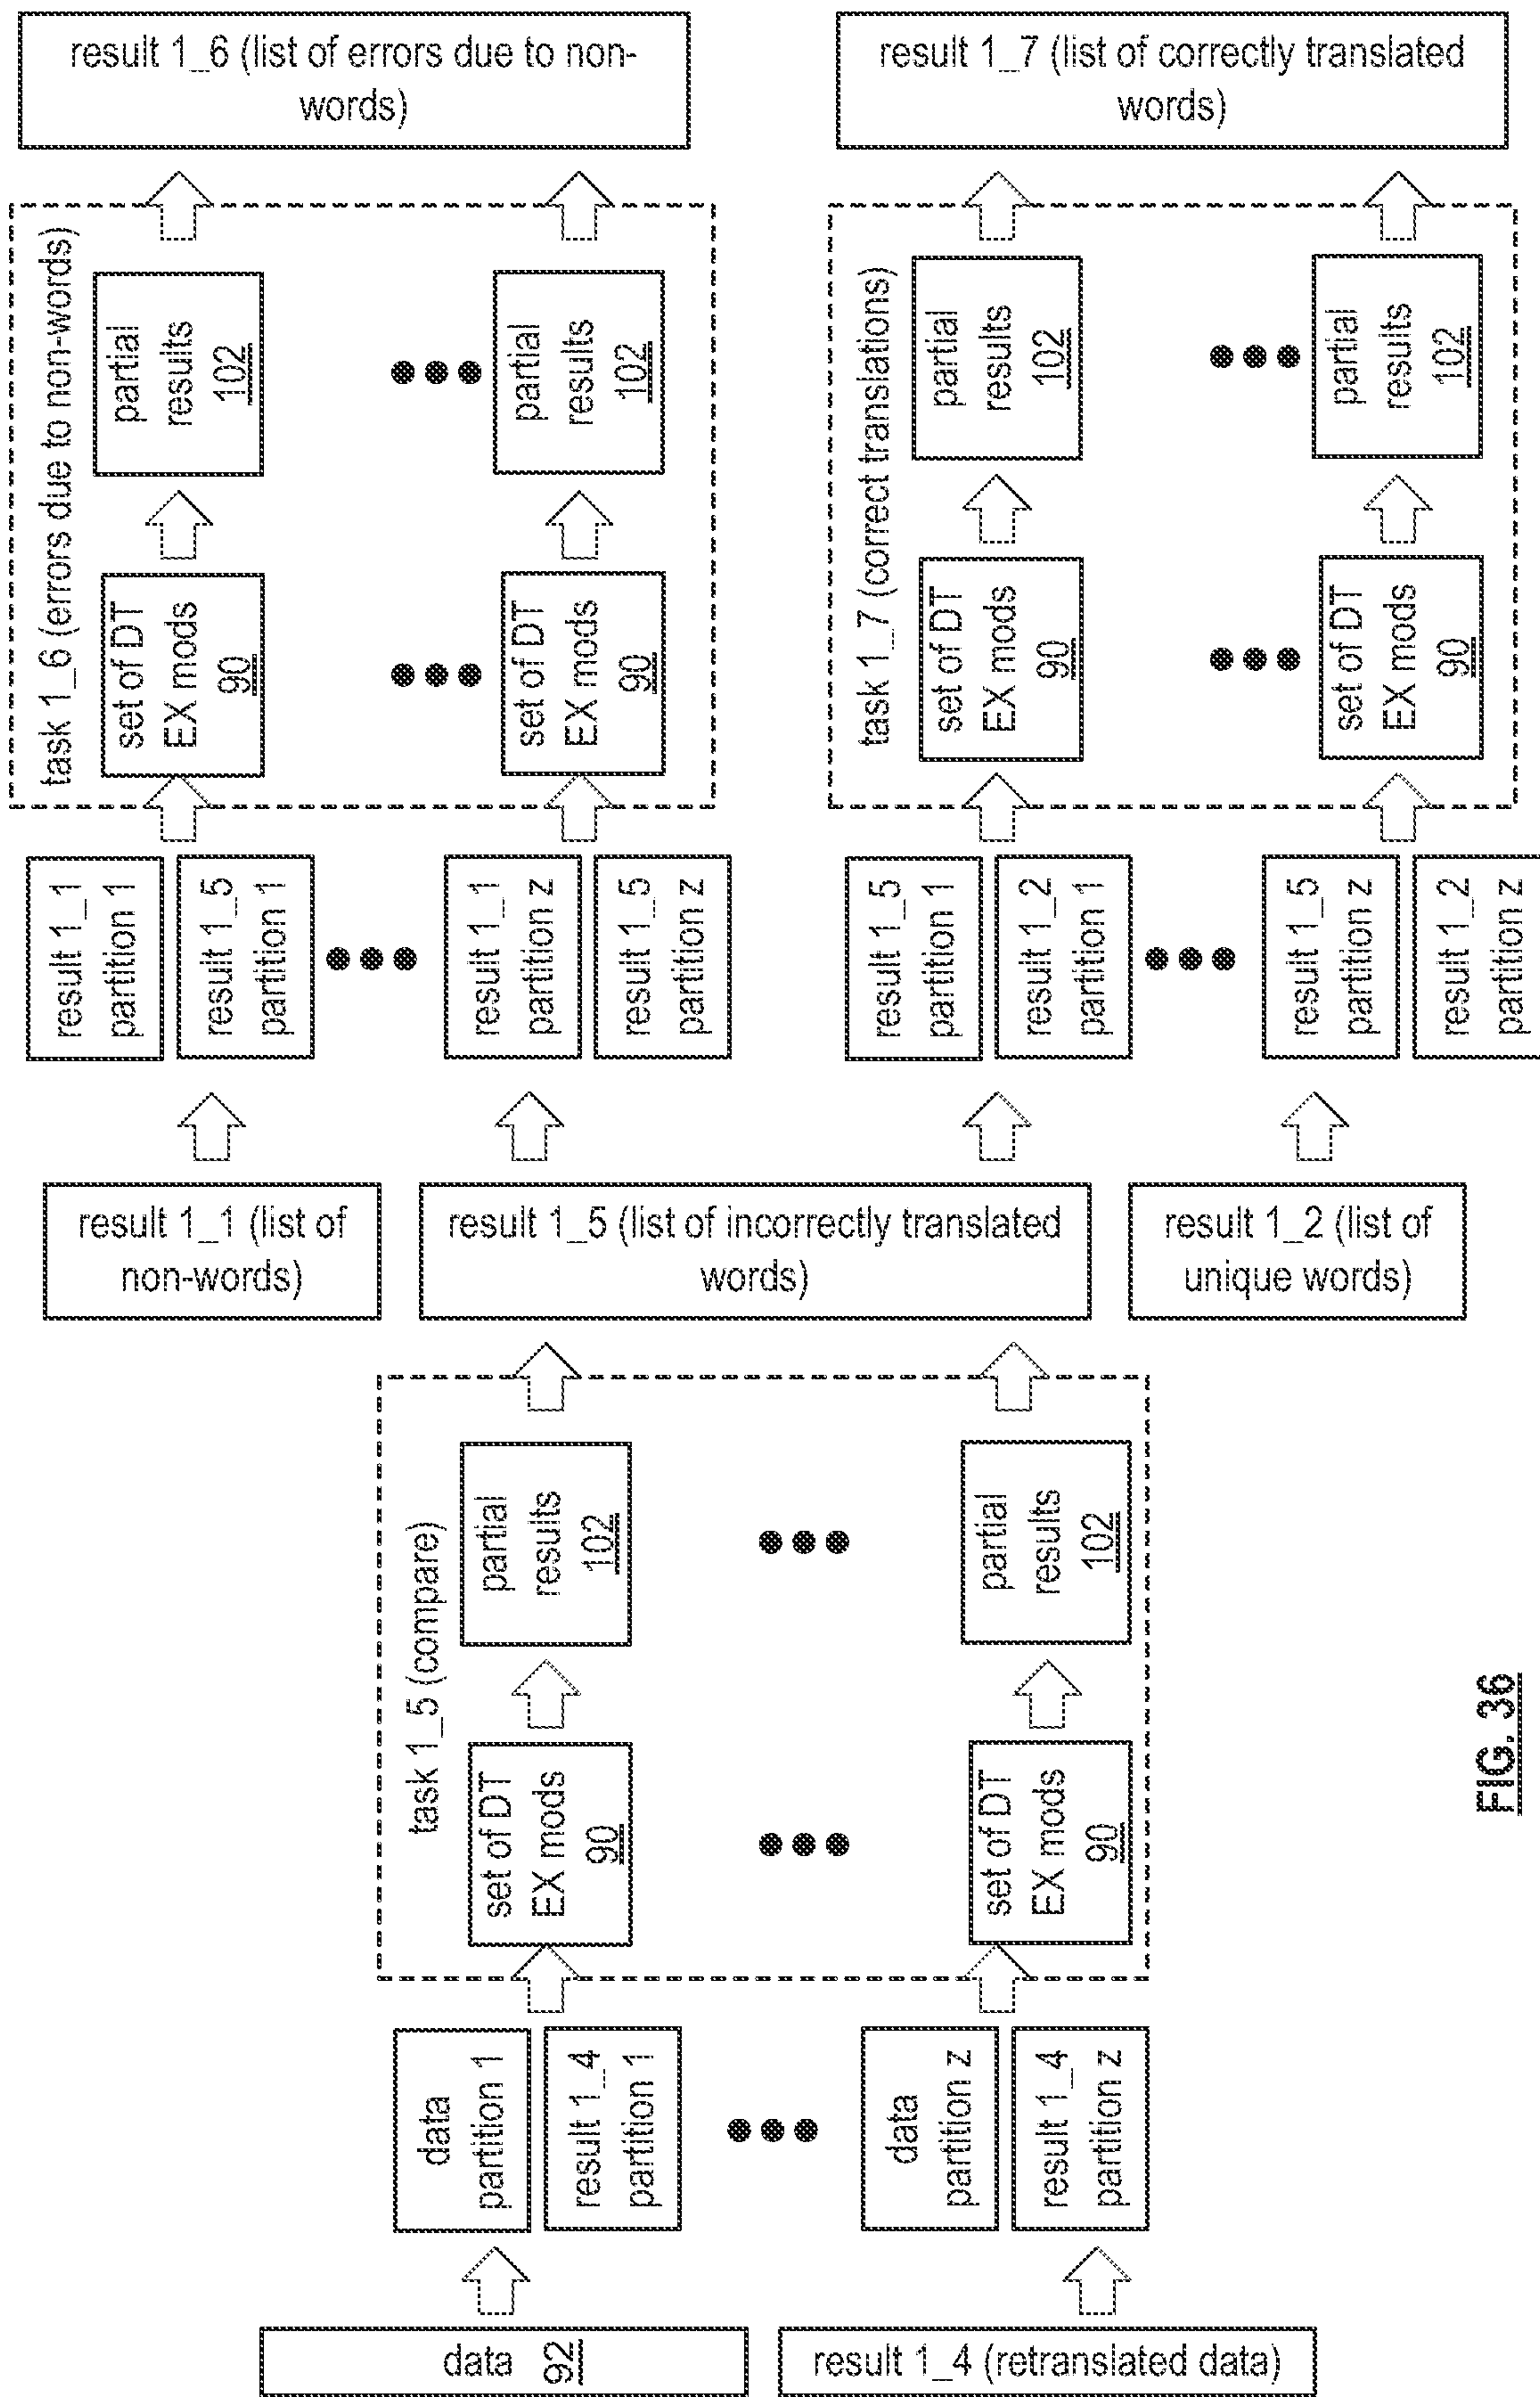 data
92
result 1_4 (retranslated data)
data
partition 1
result 1_4
partition 1
data
partition z
result 1_4
partition z
task 1_5 (compare)
set of DT
EX mods
90
partial
results
102
set of DT
EX mods
90
partial
results
102
result 1_1 (list of
non-words)
result 1_5 (list of incorrectly translated
words)
result 1_2 (list of
unique words)
result 1_1
partition 1
result 1_5
partition 1
result 1_1
partition z
result 1_5
partition z
result 1_5
partition 1
result 1_2
partition 1
result 1_5
partition z
result 1_2
partition z
task 1_6 (errors due to non-words)
set of DT
EX mods
90
partial
results
102
set of DT
EX mods
90
partial
results
102
task 1_7 (correct translations)
set of DT
EX mods
90
partial
results
102
set of DT
EX mods
90
partial
results
102
result 1_6 (list of errors due to non-
words)
result 1_7 (list of correctly translated
words)
FIG. 36